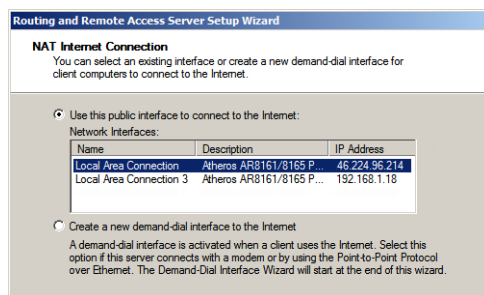 Routing and Remote Access Server Setup Wizard
NAT Internet Connection
You can select an existing interface or create a new demand-dial interface for
client computers to connect to the Internet.
Use this public interface to connect to the Internet:
Network Interfaces:
Name Description IP Address
Local Area Connection Atheros AR8161/8165 P... 46.224.96.214
Local Area Connection 3 Atheros AR8161/8165 P... 192.168.1.18
Create a new demand-dial interface to the Internet
A demand-dial interface is activated when a client uses the Internet. Select this
option if this server connects with a modem or by using the Point-to-Point Protocol
over Ethernet. The Demand-Dial Interface Wizard will start at the end of this wizard.